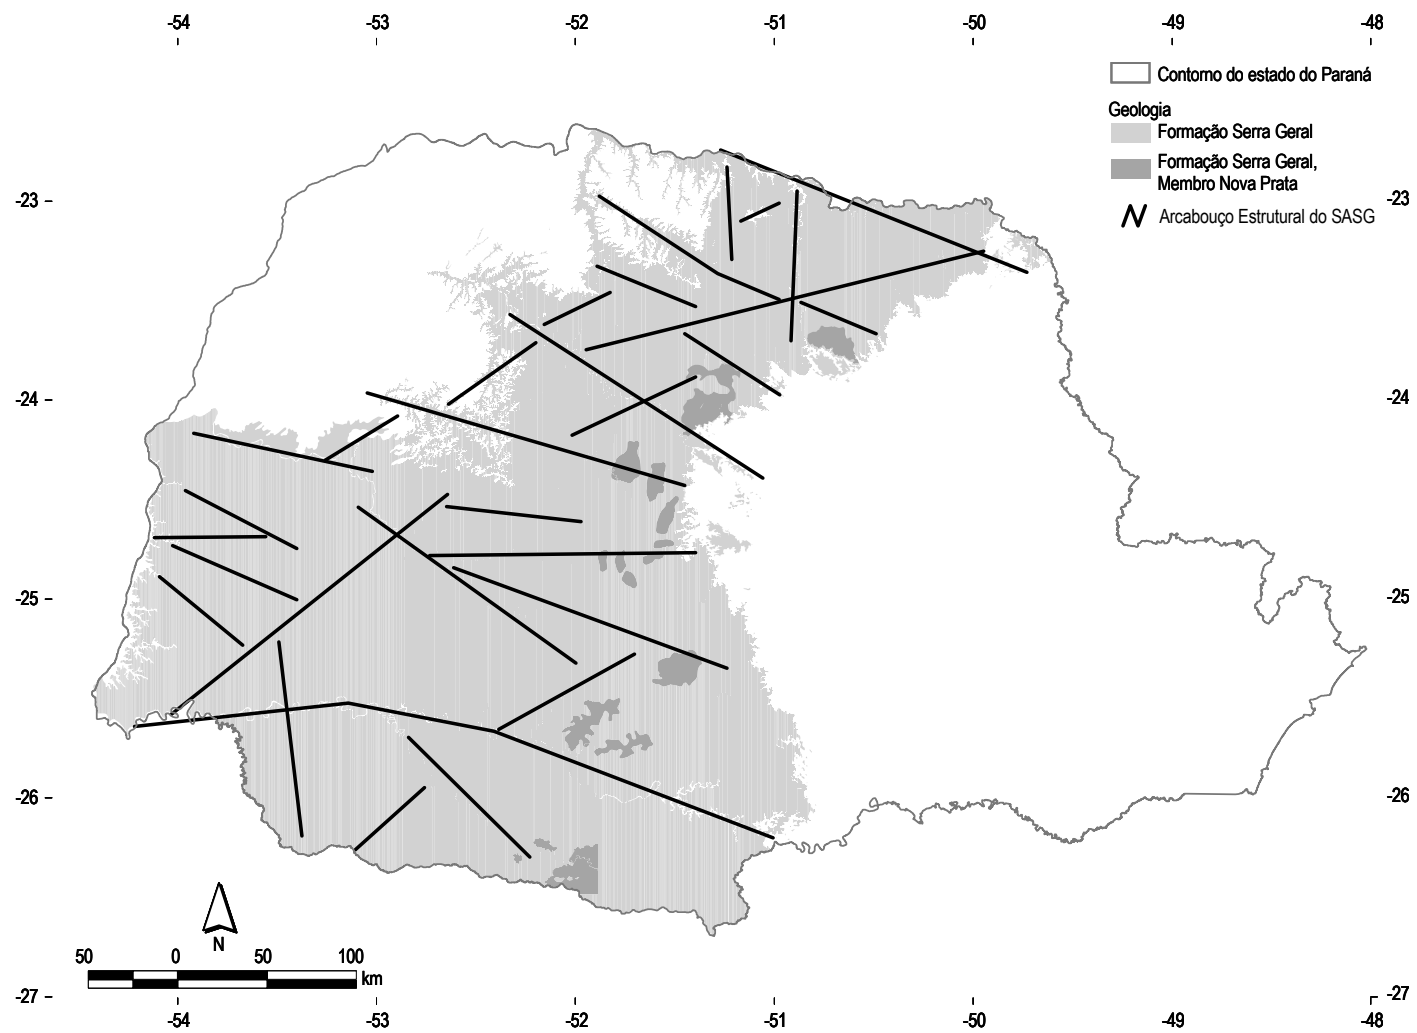 -54 -53 -52 -51 -50 -49 -48
Contorno do estado do Paraná
Geologia
Formação Serra Geral
Formação Serra Geral,
Membro Nova Prata
Arcabouço Estrutural do SASG
-23 -23
-24 -24
-25 -25
-26 -26
N
50 0 50 100
km
-27 -27
-54 -53 -52 -51 -50 -49 -48